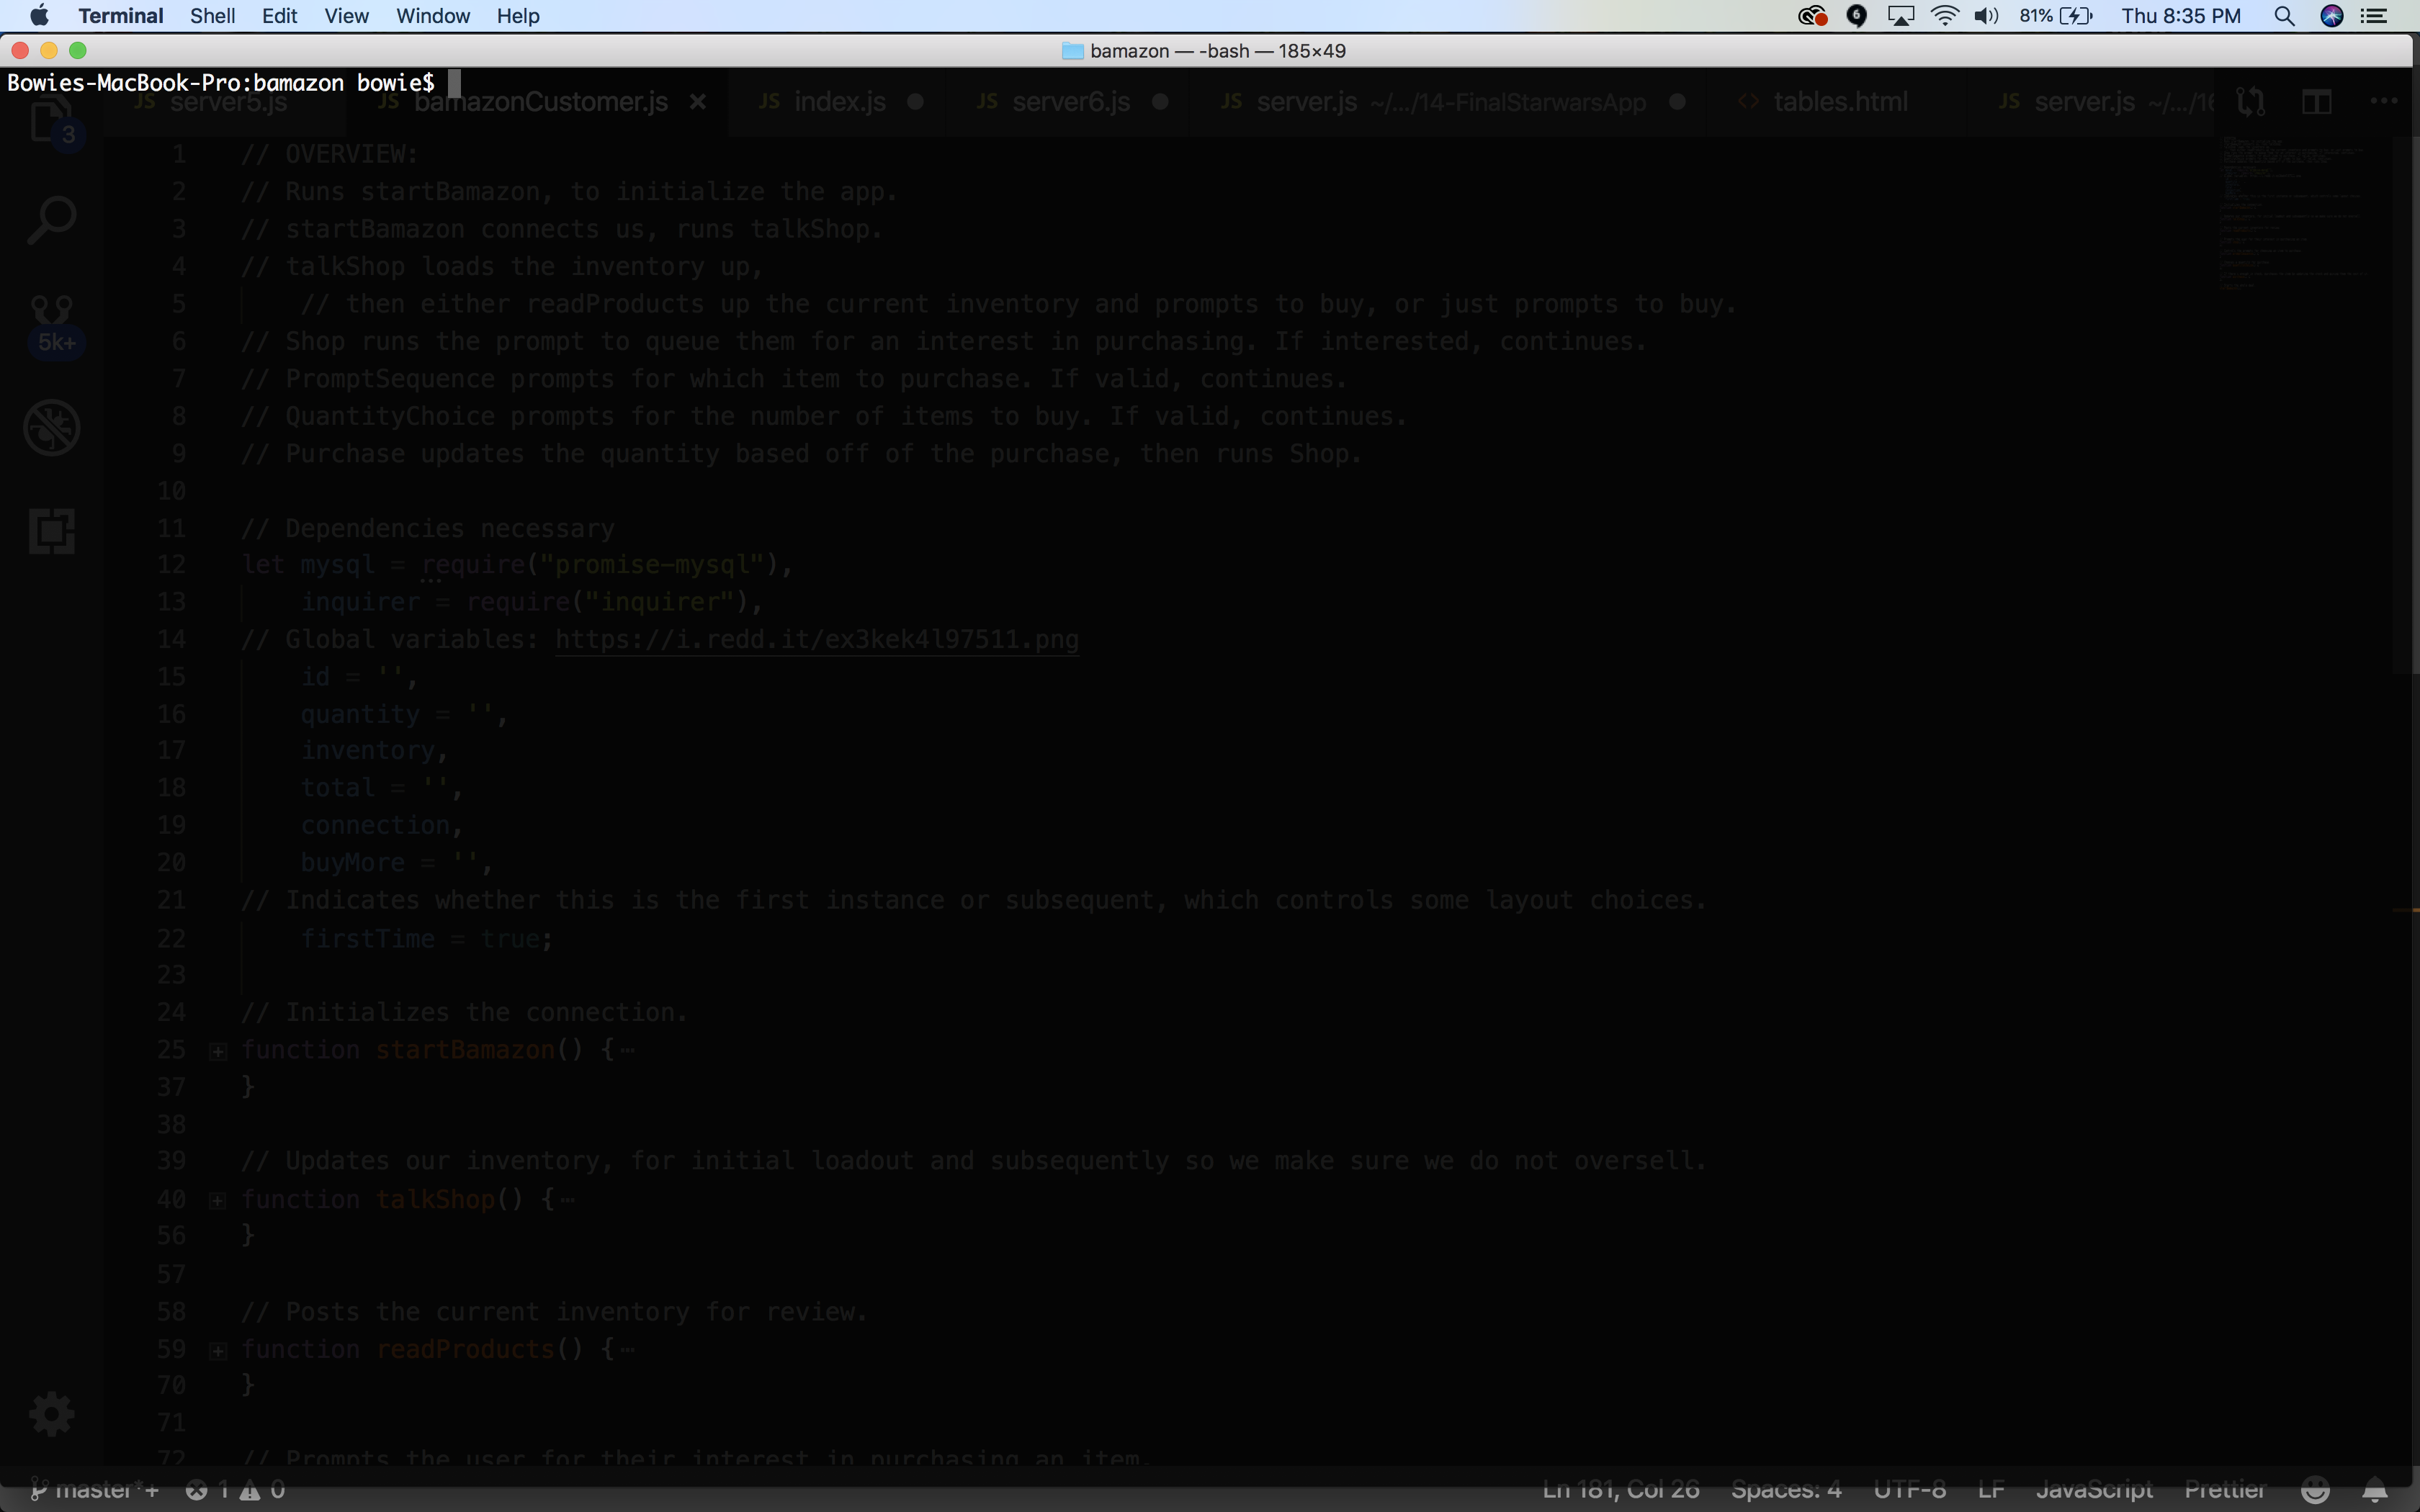 Terminal Shell Edit View Window Help 81% Thu 8:35 PM
bamazon — -bash — 185×49
Bowies-MacBook-Pro:bamazon bowie$
JS server5.js JS bamazonCustomer.js JS index.js JS server6.js JS server.js ~/.../14-FinalStarwarsApp <> tables.html JS server.js ~/.../16
3
5k+
1 // OVERVIEW:
2 // Runs startBamazon, to initialize the app.
3 // startBamazon connects us, runs talkShop.
4 // talkShop loads the inventory up,
5 // then either readProducts up the current inventory and prompts to buy, or just prompts to buy.
6 // Shop runs the prompt to queue them for an interest in purchasing. If interested, continues.
7 // PromptSequence prompts for which item to purchase. If valid, continues.
8 // QuantityChoice prompts for the number of items to buy. If valid, continues.
9 // Purchase updates the quantity based off of the purchase, then runs Shop.
10
11 // Dependencies necessary
12 let mysql = require("promise-mysql"),
13 inquirer = require("inquirer"),
14 // Global variables: https://i.redd.it/ex3kek4l97511.png
15 id = '',
16 quantity = '',
17 inventory,
18 total = '',
19 connection,
20 buyMore = '',
21 // Indicates whether this is the first instance or subsequent, which controls some layout choices.
22 firstTime = true;
23
24 // Initializes the connection.
25 function startBamazon() {…
37 }
38
39 // Updates our inventory, for initial loadout and subsequently so we make sure we do not oversell.
40 function talkShop() {…
56 }
57
58 // Posts the current inventory for review.
59 function readProducts() {…
70 }
71
72 // Prompts the user for their interest in purchasing an item.
master*+ 1 0 Ln 181, Col 26 Spaces: 4 UTF-8 LF JavaScript Prettier